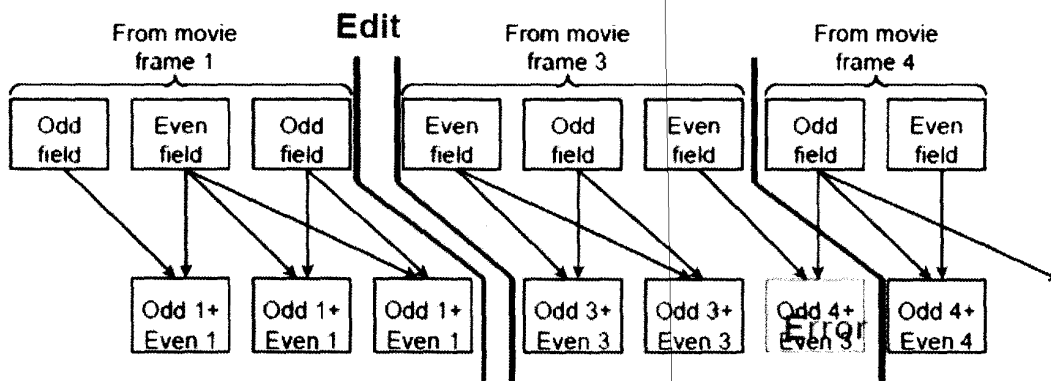 Edit
From movie
frame 1
From movie
frame 3
From movie
frame 4
Odd
field
Even
field
Odd
field
Even
field
Odd
field
Even
field
Odd
field
Even
field
Odd 1+
Even 1
Odd 1+
Even 1
Odd 1+
Even 1
Odd 3+
Even 3
Odd 3+
Even 3
Odd 4+
Even 3
Error
Odd 4+
Even 4